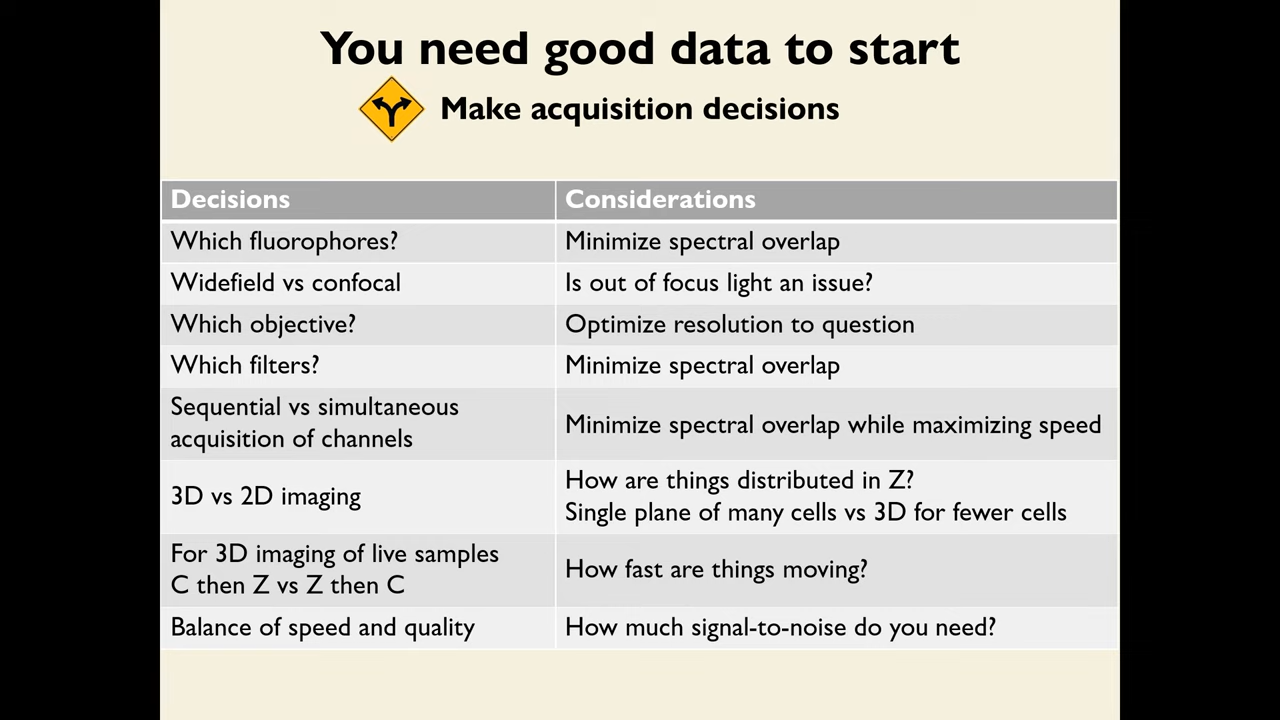 You need good data to start
Make acquisition decisions
Decisions
Considerations
Which fluorophores?
Minimize spectral overlap
Widefield vs confocal
Is out of focus light an issue?
Which objective?
Optimize resolution to question
Which filters?
Minimize spectral overlap
Sequential vs simultaneous
acquisition of channels
Minimize spectral overlap while maximizing speed
3D vs 2D imaging
How are things distributed in Z?
Single plane of many cells vs 3D for fewer cells
For 3D imaging of live samples
C then Z vs Z then C
How fast are things moving?
Balance of speed and quality
How much signal-to-noise do you need?